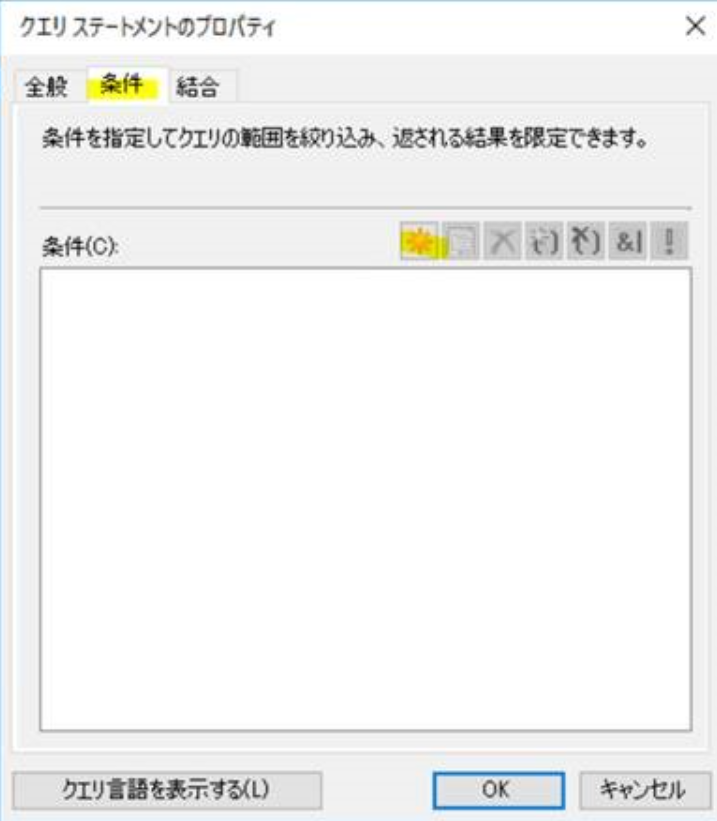 クエリ ステートメントのプロパティ
全般 条件 結合
条件を指定してクエリの範囲を絞り込み、返される結果を限定できます。
条件(C):
&|
!
クエリ言語を表示する(L) OK キャンセル